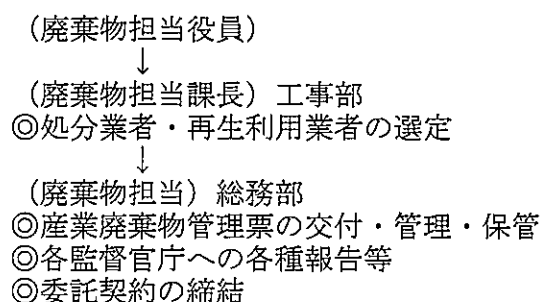 （廃棄物担当役員）
↓
（廃棄物担当課長）工事部
◎処分業者・再生利用業者の選定
↓
（廃棄物担当）総務部
◎産業廃棄物管理票の交付・管理・保管
◎各監督官庁への各種報告等
◎委託契約の締結